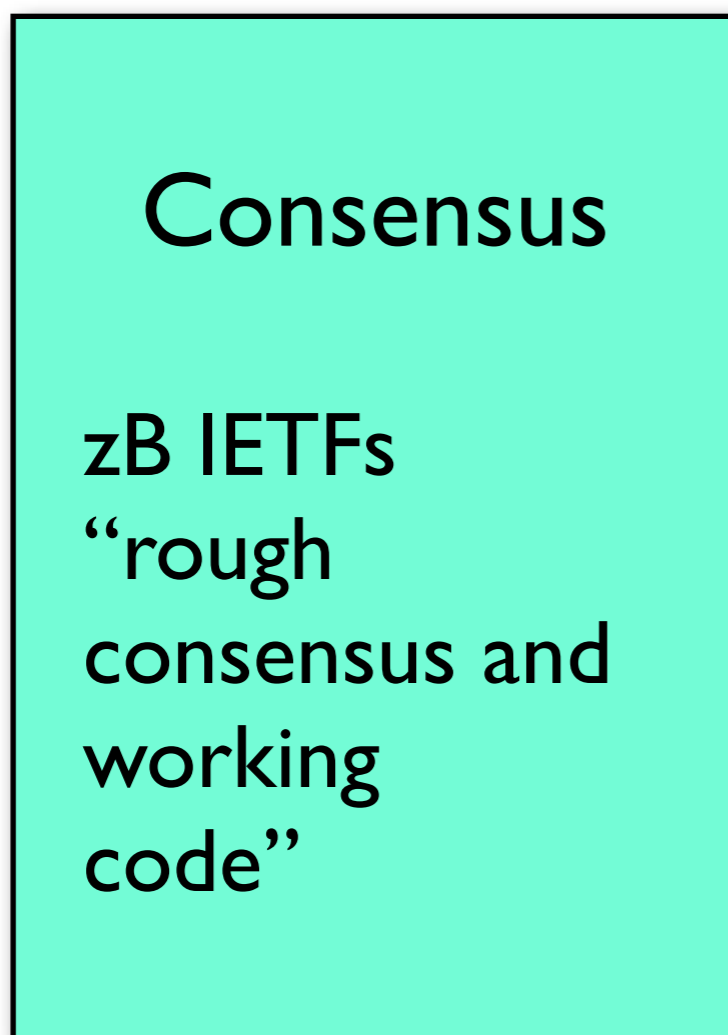 Consensus
zB IETFs
“rough
consensus and
working
code”